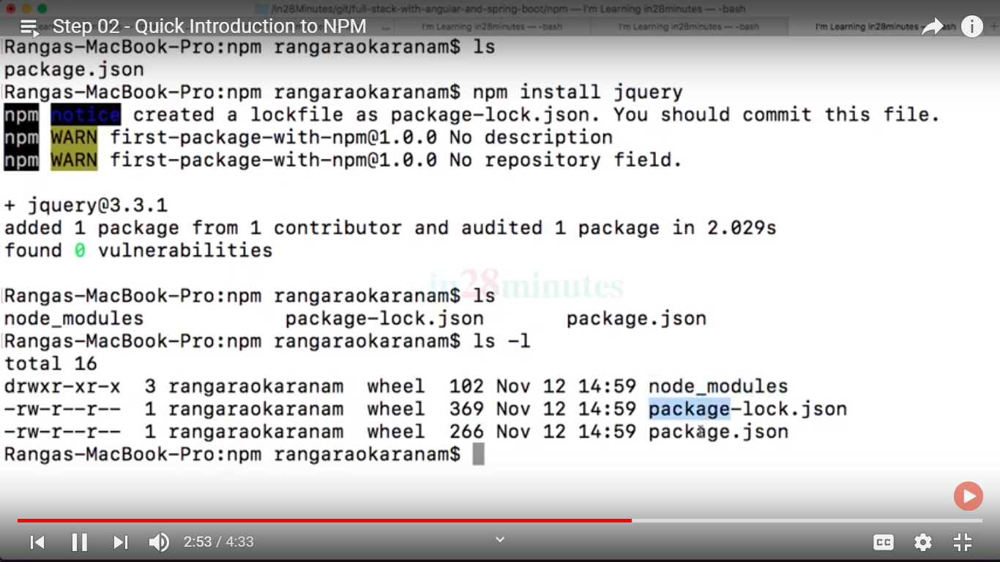 /in28Minutes/git/full-stack-with-angular-and-spring-boot/npm — I'm Learning in28minutes — -bash
Step 02 - Quick Introduction to NPM
... I'm Learning in28minutes — -bash I'm Learning in28minutes — -bash I'm Learning in28minutes
Rangas-MacBook-Pro:npm rangaraokaranam$ ls
package.json
Rangas-MacBook-Pro:npm rangaraokaranam$ npm install jquery
npm notice created a lockfile as package-lock.json. You should commit this file.
npm WARN first-package-with-npm@1.0.0 No description
npm WARN first-package-with-npm@1.0.0 No repository field.
+ jquery@3.3.1
added 1 package from 1 contributor and audited 1 package in 2.029s
found 0 vulnerabilities
in28minutes
Rangas-MacBook-Pro:npm rangaraokaranam$ ls
node_modules package-lock.json package.json
Rangas-MacBook-Pro:npm rangaraokaranam$ ls -l
total 16
drwxr-xr-x 3 rangaraokaranam wheel 102 Nov 12 14:59 node_modules
-rw-r--r-- 1 rangaraokaranam wheel 369 Nov 12 14:59 package-lock.json
-rw-r--r-- 1 rangaraokaranam wheel 266 Nov 12 14:59 package.json
Rangas-MacBook-Pro:npm rangaraokaranam$
2:53 / 4:33
CC